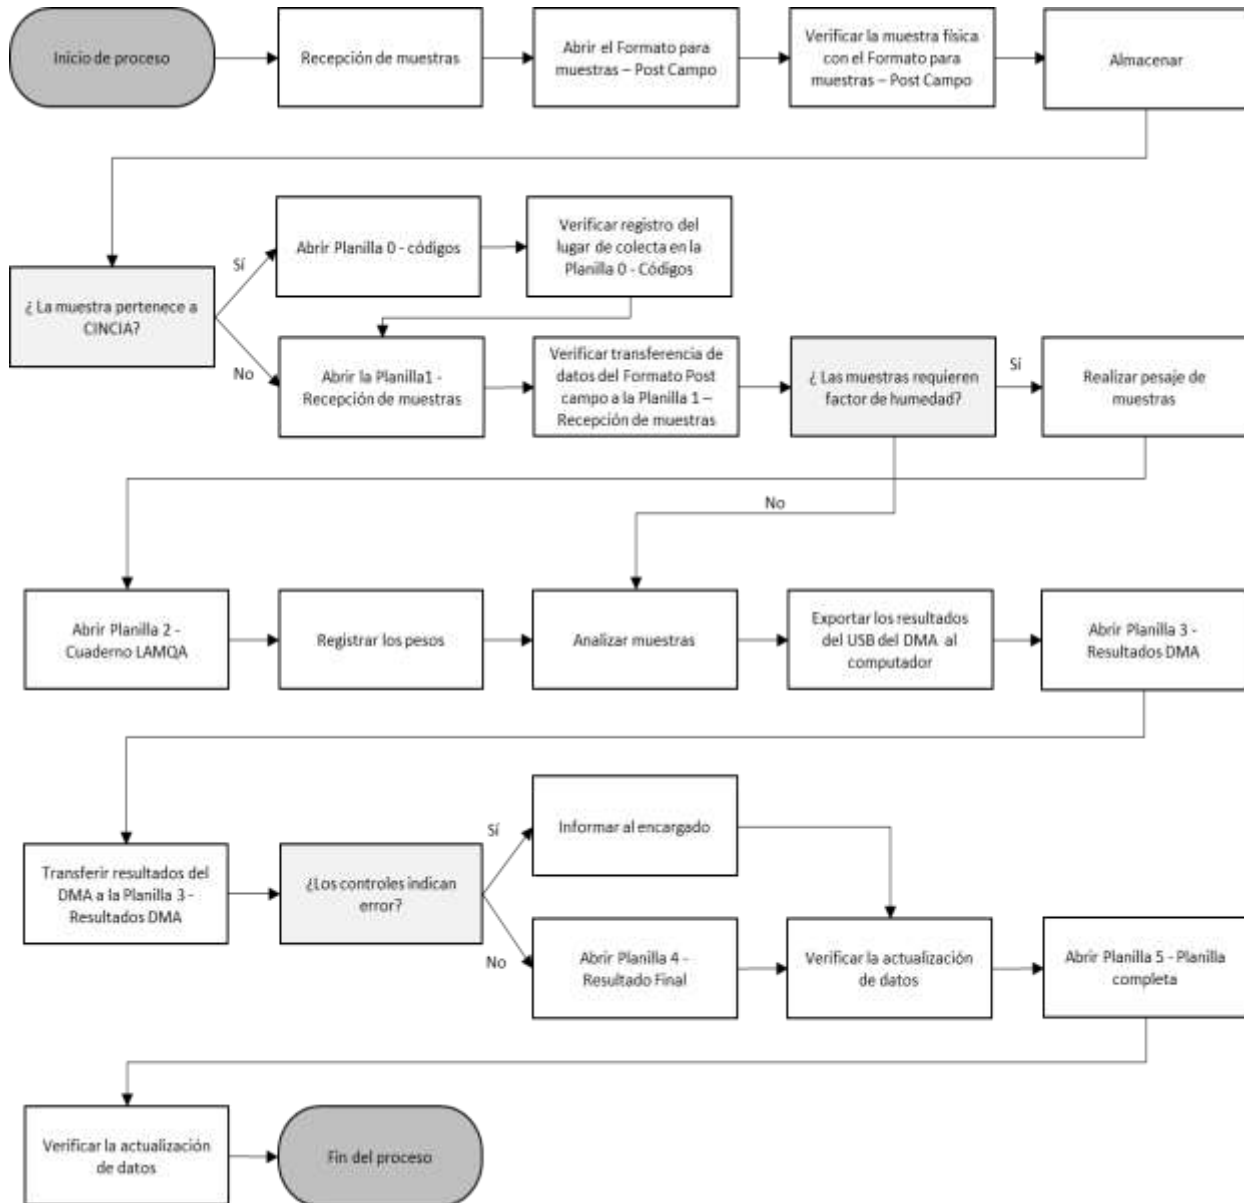 Inicio de proceso
Recepción de muestras
Abrir el Formato para
muestras – Post Campo
Verificar la muestra física
con el Formato para
muestras – Post Campo
Almacenar
¿ La muestra pertenece a
CINCIA?
Sí
No
Abrir Planilla 0 - códigos
Verificar registro del
lugar de colecta en la
Planilla 0 - Códigos
Abrir la Planilla1 -
Recepción de muestras
Verificar transferencia de
datos del Formato Post
campo a la Planilla 1 –
Recepción de muestras
¿ Las muestras requieren
factor de humedad?
Sí
Realizar pesaje de
muestras
No
Abrir Planilla 2 -
Cuaderno LAMQA
Registrar los pesos
Analizar muestras
Exportar los resultados
del USB del DMA al
computador
Abrir Planilla 3 -
Resultados DMA
Transferir resultados del
DMA a la Planilla 3 -
Resultados DMA
¿Los controles indican
error?
Sí
No
Informar al encargado
Abrir Planilla 4 -
Resultado Final
Verificar la actualización
de datos
Abrir Planilla 5 - Planilla
completa
Verificar la actualización
de datos
Fin del proceso